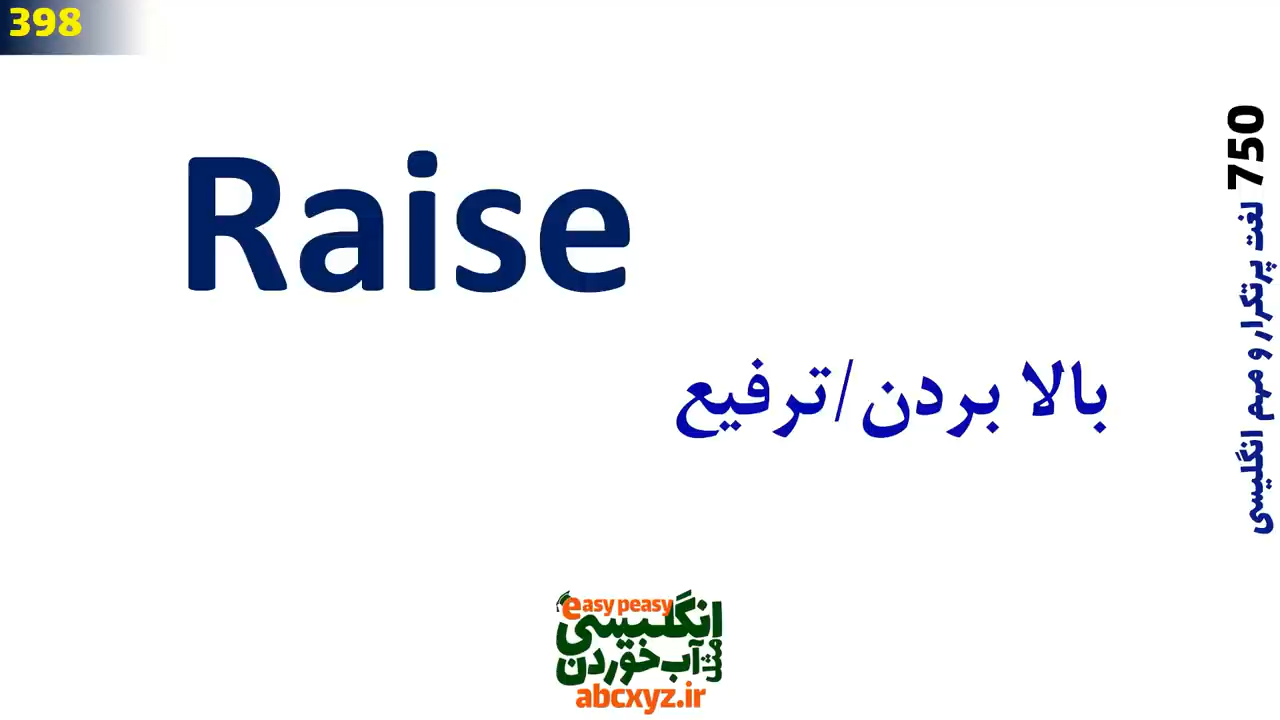 398
Raise
بالا بردن/ترفیع
750 لغت پرتکرار و مهم انگلیسی
easy peasy
انگلیسی
مثل آب خوردن
abcxyz.ir